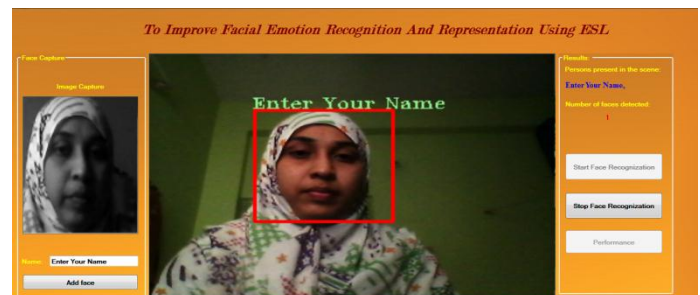 To Improve Facial Emotion Recognition And Representation Using ESL
Face Capture
Image Capture
Name:
Enter Your Name
Add face
Enter Your Name
Results
Persons present in the scene:
Enter Your Name,
Number of faces detected:
1
Start Face Recognization
Stop Face Recognization
Performance